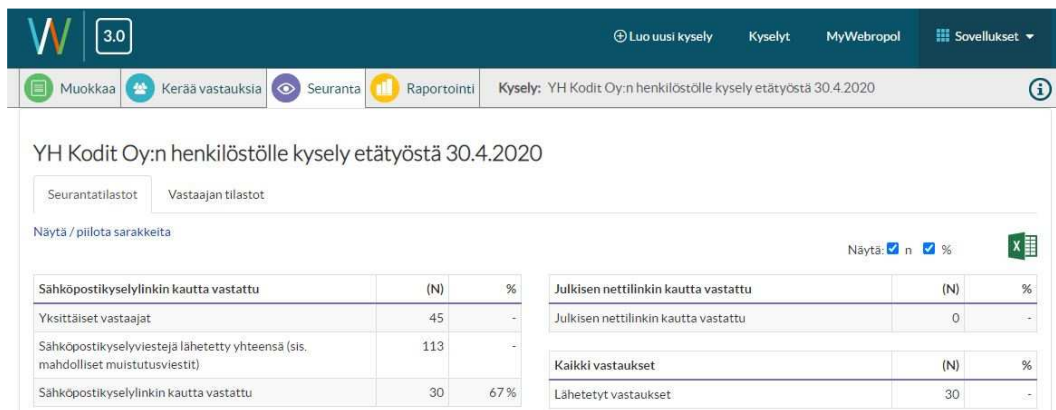 W 3.0
Luo uusi kysely Kyselyt MyWebropol Sovellukset
Muokkaa Kerää vastauksia Seuranta Raportointi Kysely: YH Kodit Oy:n henkilöstölle kysely etätyöstä 30.4.2020
YH Kodit Oy:n henkilöstölle kysely etätyöstä 30.4.2020
Seurantatilastot Vastaajan tilastot
Näytä / piilota sarakkeita
Näytä: n %
Sähköpostikyselylinkin kautta vastattu (N) %
Yksittäiset vastaajat 45 -
Sähköpostikyselyviestejä lähetetty yhteensä (sis. 113 -
mahdolliset muistutusviestit)
Sähköpostikyselylinkin kautta vastattu 30 67 %
Julkisen nettilinkin kautta vastattu (N) %
Julkisen nettilinkin kautta vastattu 0 -
Kaikki vastaukset (N) %
Lähetetyt vastaukset 30 -